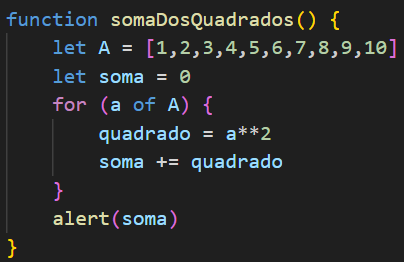 function somaDosQuadrados() {
    let A = [1,2,3,4,5,6,7,8,9,10]
    let soma = 0
    for (a of A) {
        quadrado = a**2
        soma += quadrado
    }
    alert(soma)
}